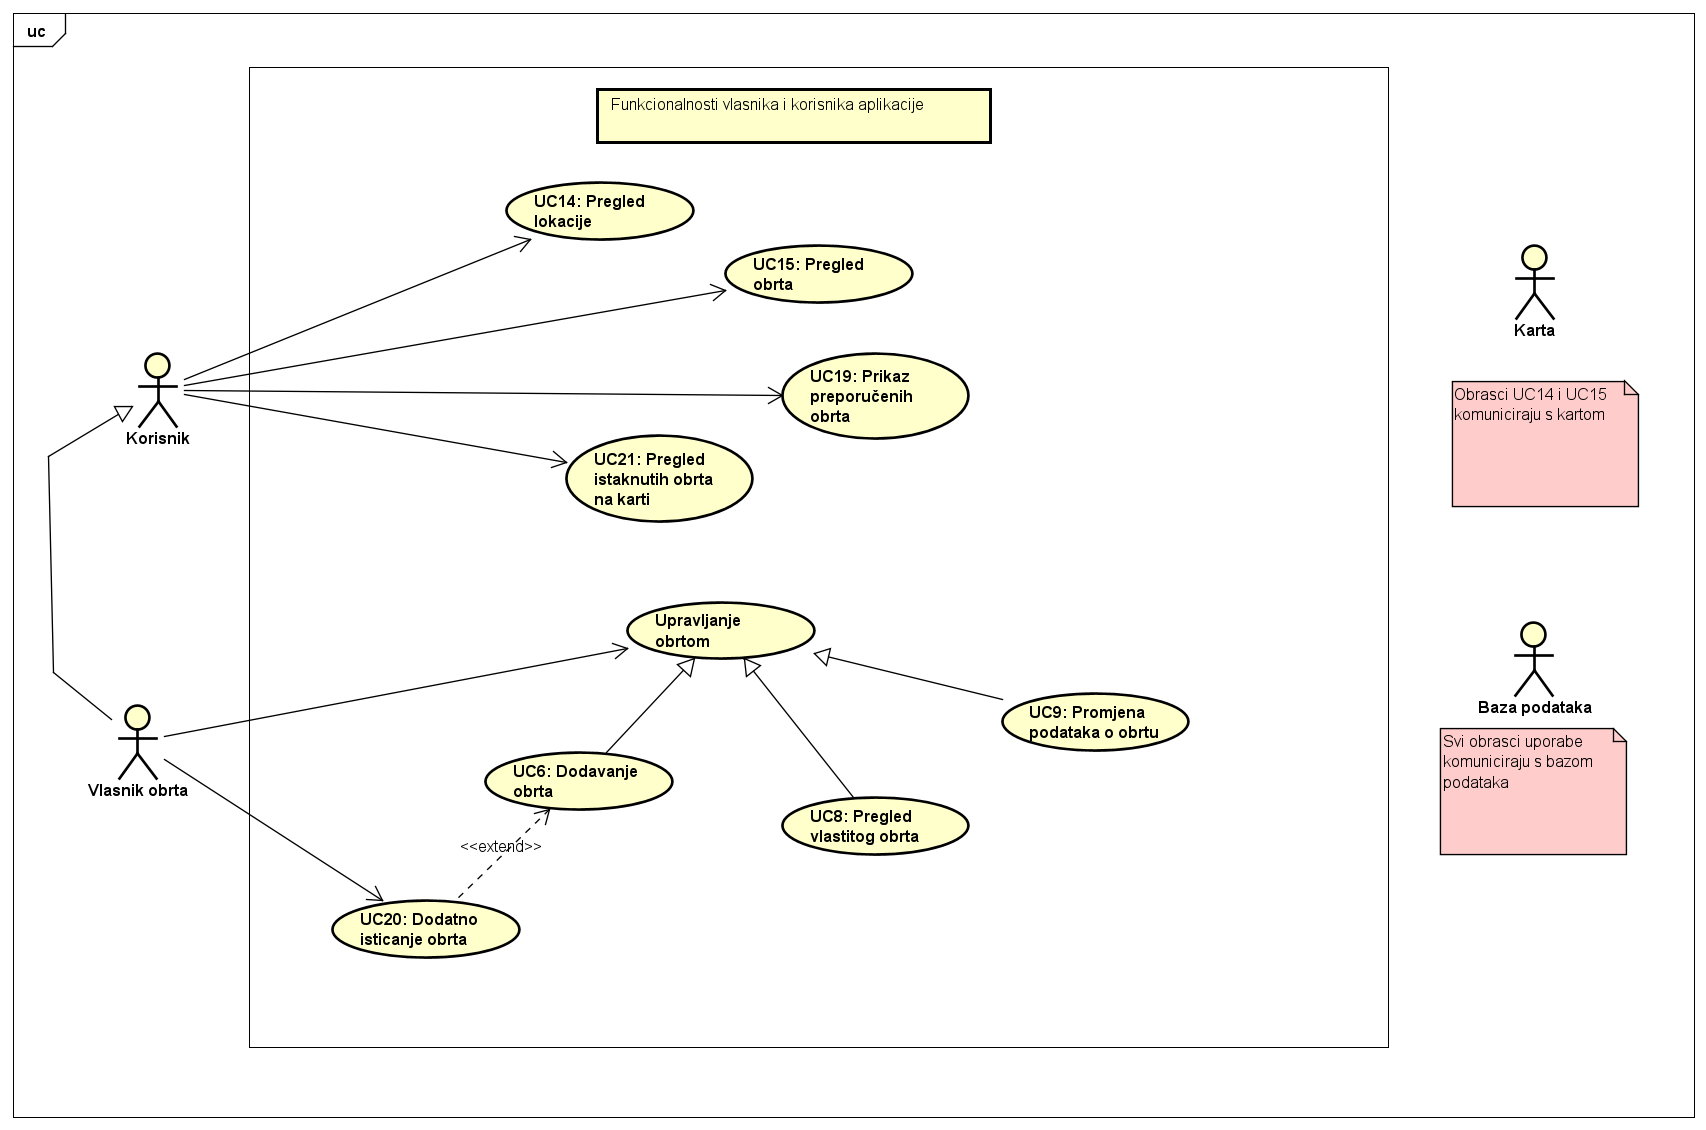 uc
Funkcionalnosti vlasnika i korisnika aplikacije
UC14: Pregled
lokacije
UC15: Pregled
obrta
UC19: Prikaz
preporučenih
obrta
UC21: Pregled
istaknutih obrta
na karti
Korisnik
Karta
Obrasci UC14 i UC15
komuniciraju s kartom
Upravljanje
obrtom
UC9: Promjena
podataka o obrtu
UC6: Dodavanje
obrta
UC8: Pregled
vlastitog obrta
<<extend>>
UC20: Dodatno
isticanje obrta
Vlasnik obrta
Baza podataka
Svi obrasci uporabe
komuniciraju s bazom
podataka